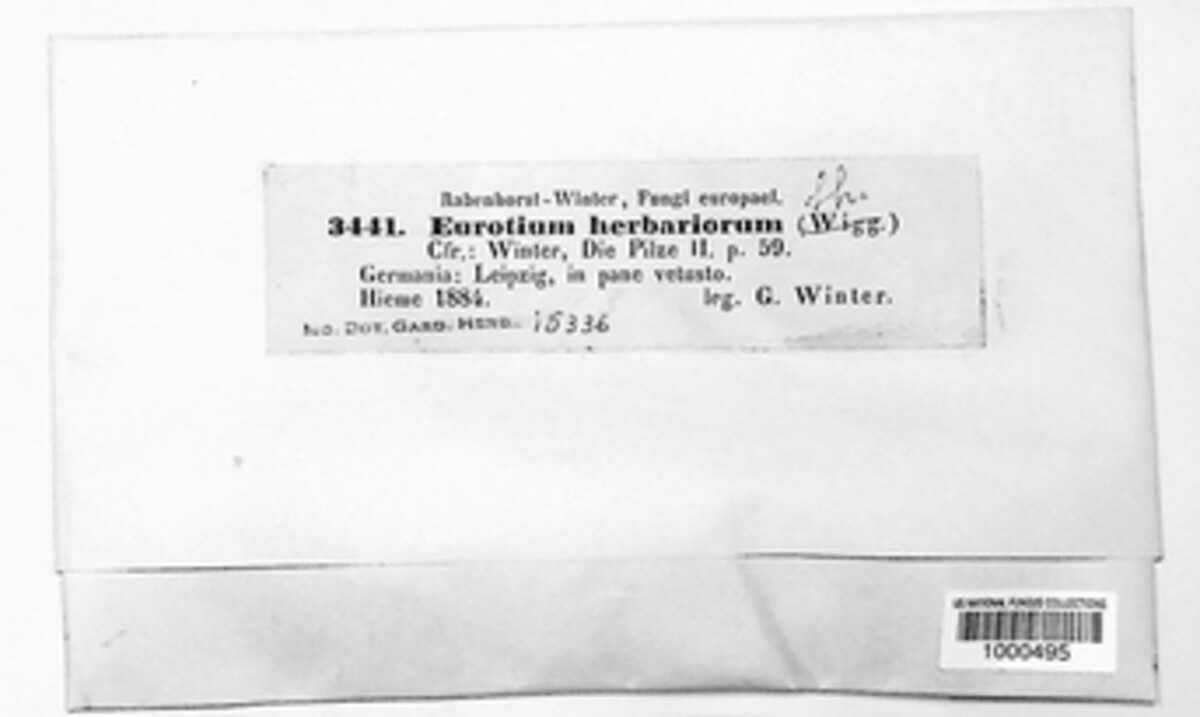 Rabenhorst-Winter, Fungi europaei.
3441. Eurotium herbariorum (Wigg.)
Cfr.: Winter, Die Pilze II, p. 59.
Germania: Leipzig, in pane vetusto.
Hieme 1884. leg. G. Winter.
MO. BOT. GARD. HERB. 15336
US NATIONAL FUNGUS COLLECTIONS
1000495